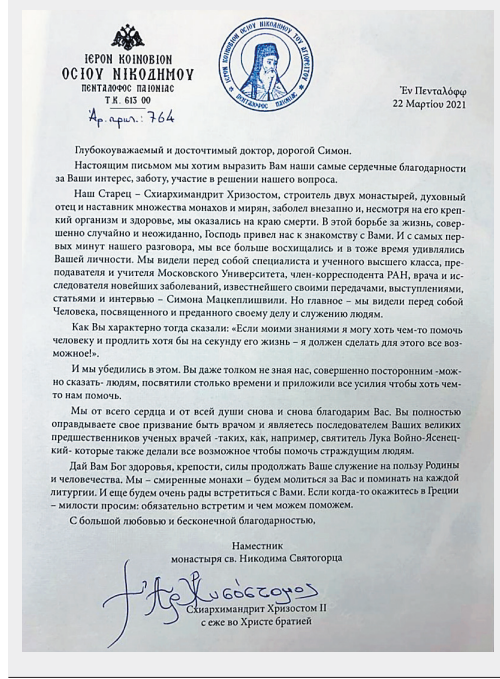 ΙΕΡΟΝ ΚΟΙΝΟΒΙΟΝ
ΟΣΙΟΥ ΝΙΚΟΔΗΜΟΥ
ΠΕΝΤΑΛΟΦΟΣ ΠΑΙΟΝΙΑΣ
Τ.Κ. 613 00
Ἀρ. πρωτ.: 764
ΙΕΡΟΝ ΚΟΙΝΟΒΙΟΝ ΟΣΙΟΥ ΝΙΚΟΔΗΜΟΥ ΤΟΥ ΑΓΙΟΡΕΙΤΟΥ
ΠΕΝΤΑΛΟΦΟΣ ΠΑΙΟΝΙΑΣ
Ἐν Πενταλόφῳ
22 Μαρτίου 2021
Глубокоуважаемый и досточтимый доктор, дорогой Симон.
Настоящим письмом мы хотим выразить Вам наши самые сердечные благодарности
за Ваши интерес, заботу, участие в решении нашего вопроса.
Наш Старец – Схиархимандрит Хризостом, строитель двух монастырей, духовный
отец и наставник множества монахов и мирян, заболел внезапно и, несмотря на его креп-
кий организм и здоровье, мы оказались на краю смерти. В этой борьбе за жизнь, совер-
шенно случайно и неожиданно, Господь привел нас к знакомству с Вами. И с самых пер-
вых минут нашего разговора, мы все больше восхищались и в тоже время удивлялись
Вашей личности. Мы видели перед собой специалиста и ученного высшего класса, пре-
подавателя и учителя Московского Университета, член-корреспондента РАН, врача и ис-
следователя новейших заболеваний, известнейшего своими передачами, выступлениями,
статьями и интервью – Симона Мацкеплишвили. Но главное – мы видели перед собой
Человека, посвященного и преданного своему делу и служению людям.
Как Вы характерно тогда сказали: «Если моими знаниями я могу хоть чем-то помочь
человеку и продлить хотя бы на секунду его жизнь – я должен сделать для этого все воз-
можное!».
И мы убедились в этом. Вы даже толком не зная нас, совершенно посторонним -мож-
но сказать- людям, посвятили столько времени и приложили все усилия чтобы хоть чем-
то нам помочь.
Мы от всего сердца и от всей души снова и снова благодарим Вас. Вы полностью
оправдываете свое призвание быть врачом и являетесь последователем Ваших великих
предшественников ученых врачей -таких, как, например, святитель Лука Войно-Ясенец-
кий- которые также делали все возможное чтобы помочь страждущим людям.
Дай Вам Бог здоровья, крепости, силы продолжать Ваше служение на пользу Родины
и человечества. Мы – смиренные монахи – будем молиться за Вас и поминать на каждой
литургии. И еще будем очень рады встретиться с Вами. Если когда-то окажитесь в Греции
– милости просим: обязательно встретим и чем можем поможем.
С большой любовью и бесконечной благодарностью,
Наместник
монастыря св. Никодима Святогорца
Χρυσόστομος
Схиархимандрит Хризостом II
с еже во Христе братией